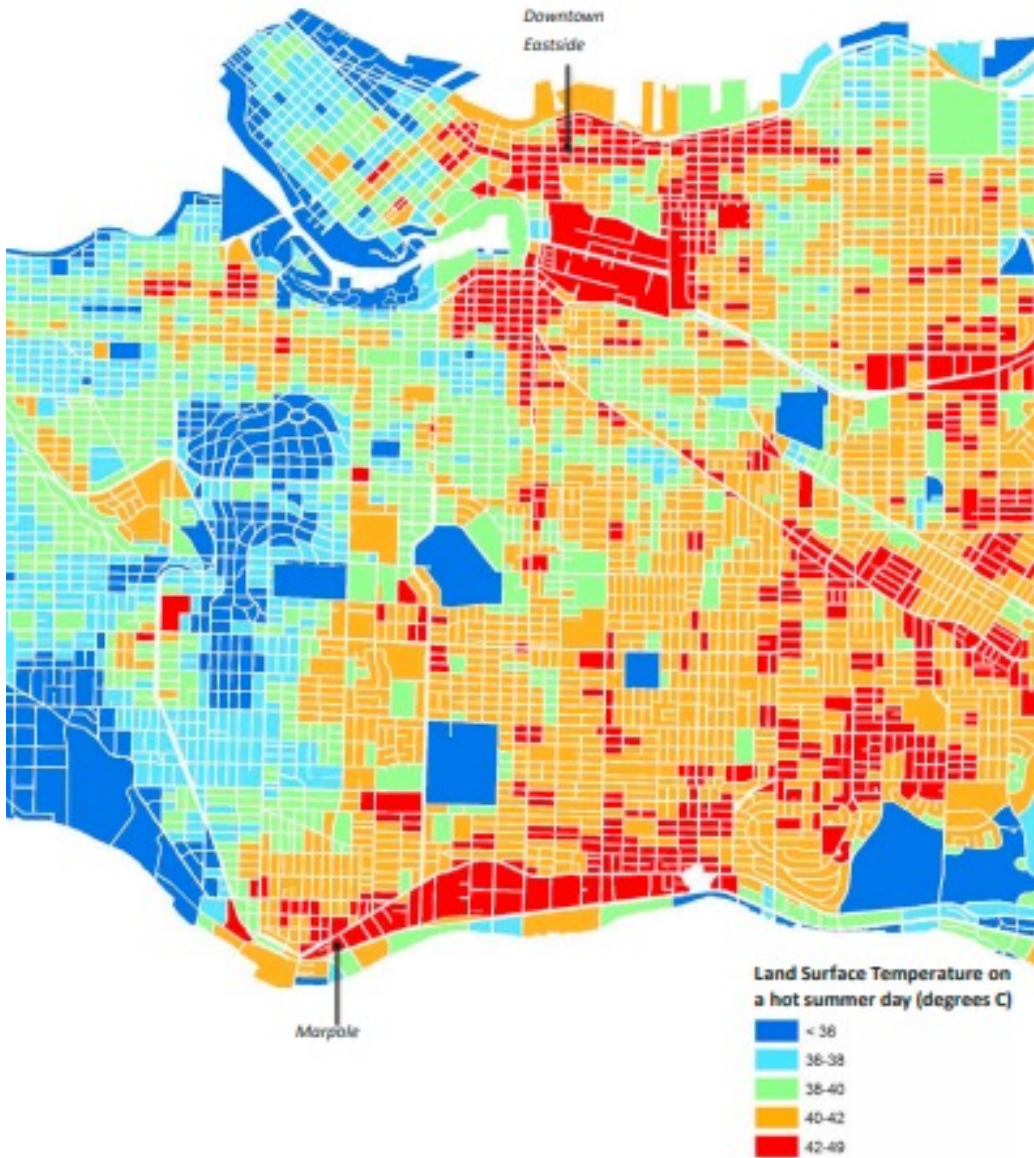 Downtown
Eastside
Marpole
Land Surface Temperature on
a hot summer day (degrees C)
< 36
36-38
38-40
40-42
42-49